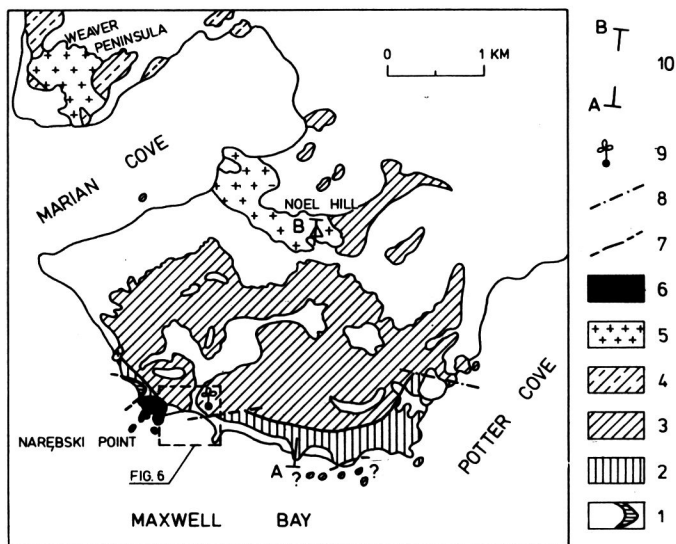 WEAVER
PENINSULA
0 1 KM
MARIAN COVE
NOEL HILL
B
NARĘBSKI POINT
FIG. 6
A
? ?
POTTER COVE
MAXWELL BAY
B
10
A
9
8
7
6
5
4
3
2
1